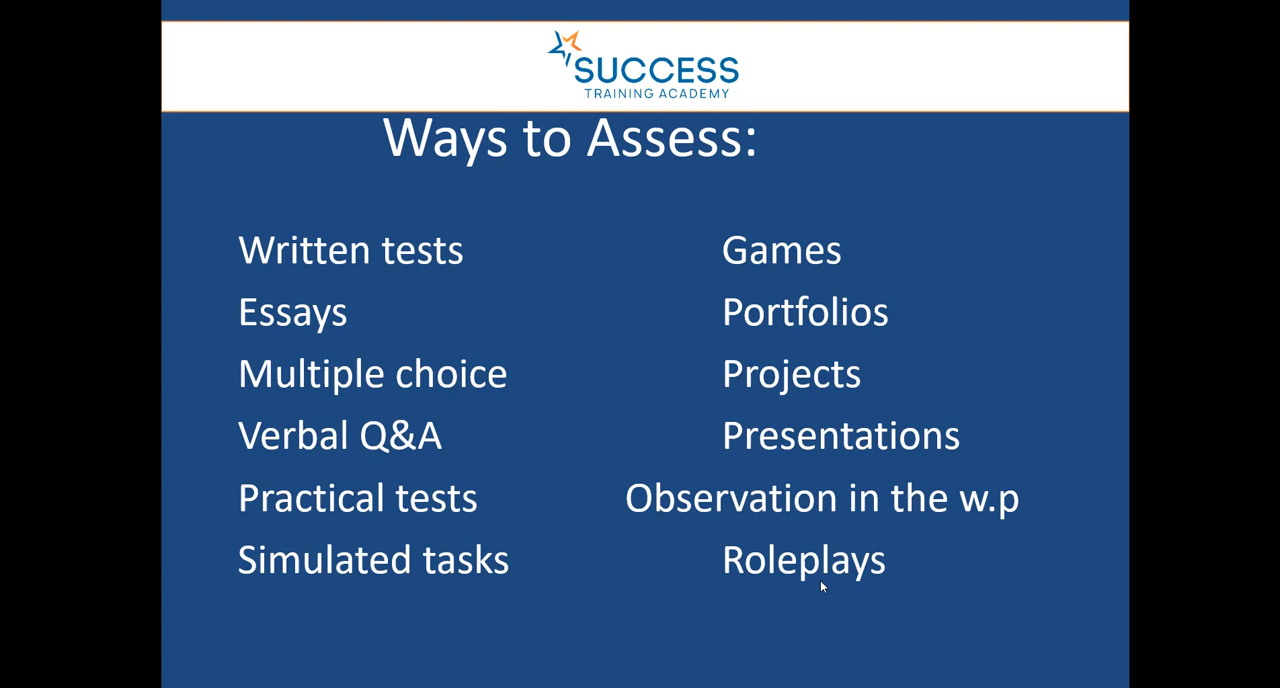 SUCCESS
TRAINING ACADEMY
Ways to Assess:
Written tests
Essays
Multiple choice
Verbal Q&A
Practical tests
Simulated tasks
Games
Portfolios
Projects
Presentations
Observation in the w.p
Roleplays